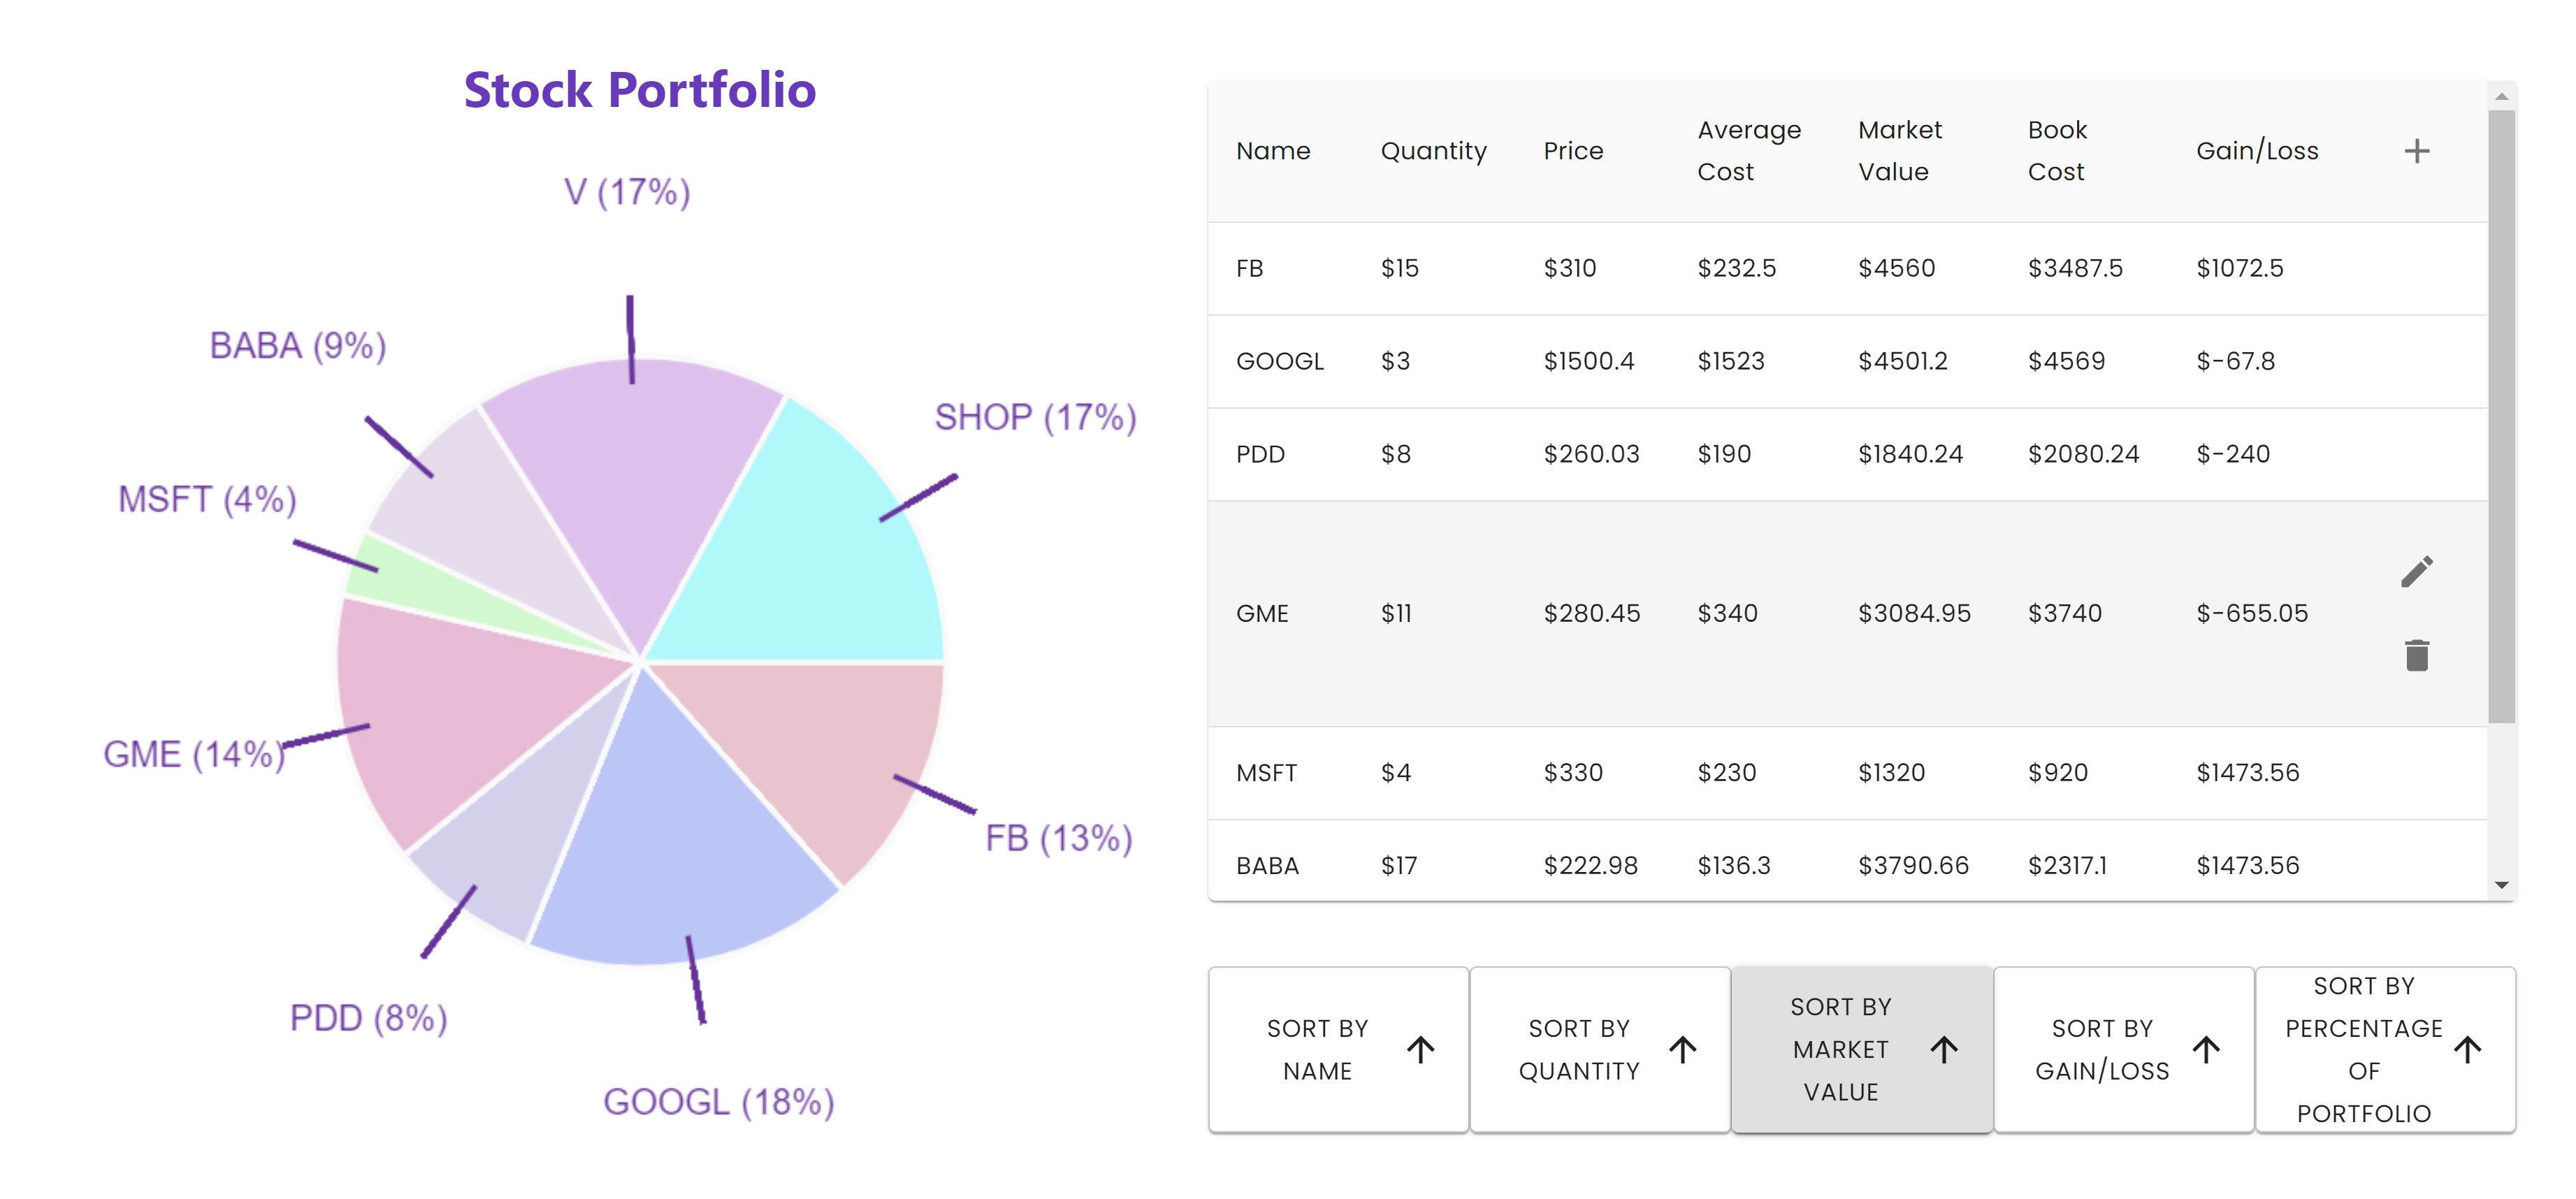 Stock Portfolio
V (17%)
BABA (9%)
SHOP (17%)
MSFT (4%)
GME (14%)
FB (13%)
PDD (8%)
GOOGL (18%)
Name Quantity Price Average Cost Market Value Book Cost Gain/Loss +
FB $15 $310 $232.5 $4560 $3487.5 $1072.5
GOOGL $3 $1500.4 $1523 $4501.2 $4569 $-67.8
PDD $8 $260.03 $190 $1840.24 $2080.24 $-240
GME $11 $280.45 $340 $3084.95 $3740 $-655.05
MSFT $4 $330 $230 $1320 $920 $1473.56
BABA $17 $222.98 $136.3 $3790.66 $2317.1 $1473.56
SORT BY NAME
SORT BY QUANTITY
SORT BY MARKET VALUE
SORT BY GAIN/LOSS
SORT BY PERCENTAGE OF PORTFOLIO